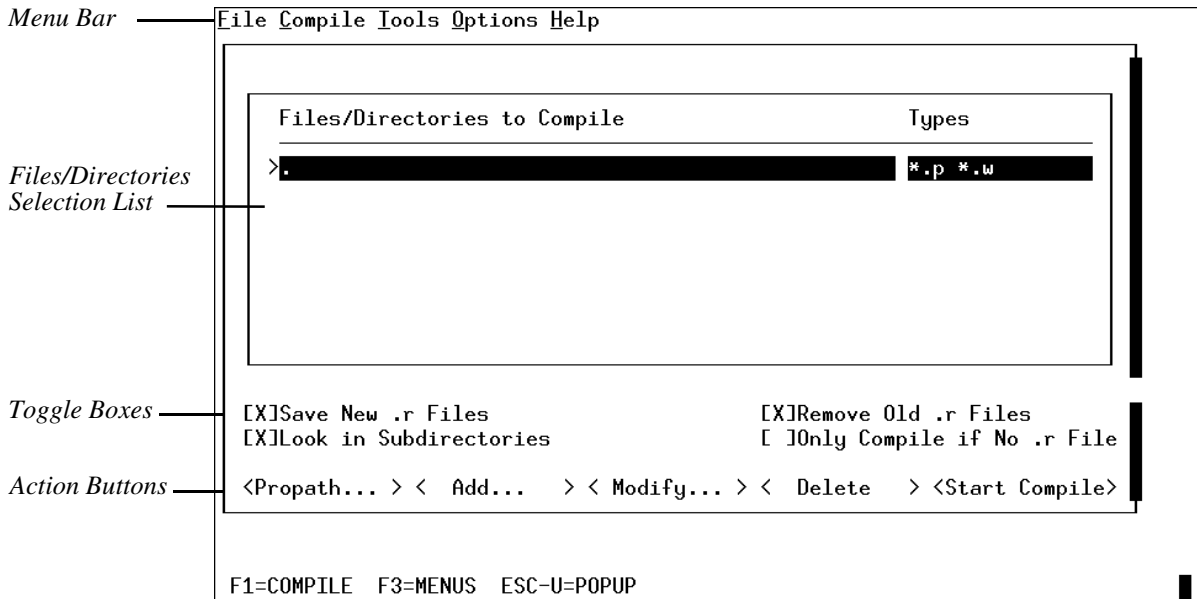 Menu Bar
File Compile Tools Options Help
Files/Directories to Compile Types
>. *.p *.w
Files/Directories
Selection List
Toggle Boxes
[X]Save New .r Files [X]Remove Old .r Files
[X]Look in Subdirectories [ ]Only Compile if No .r File
Action Buttons
<Propath... > < Add... > < Modify... > < Delete > <Start Compile>
F1=COMPILE F3=MENUS ESC-U=POPUP